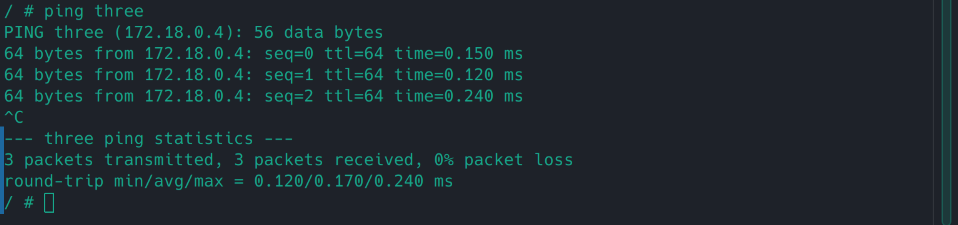 / # ping three
PING three (172.18.0.4): 56 data bytes
64 bytes from 172.18.0.4: seq=0 ttl=64 time=0.150 ms
64 bytes from 172.18.0.4: seq=1 ttl=64 time=0.120 ms
64 bytes from 172.18.0.4: seq=2 ttl=64 time=0.240 ms
^C
--- three ping statistics ---
3 packets transmitted, 3 packets received, 0% packet loss
round-trip min/avg/max = 0.120/0.170/0.240 ms
/ #